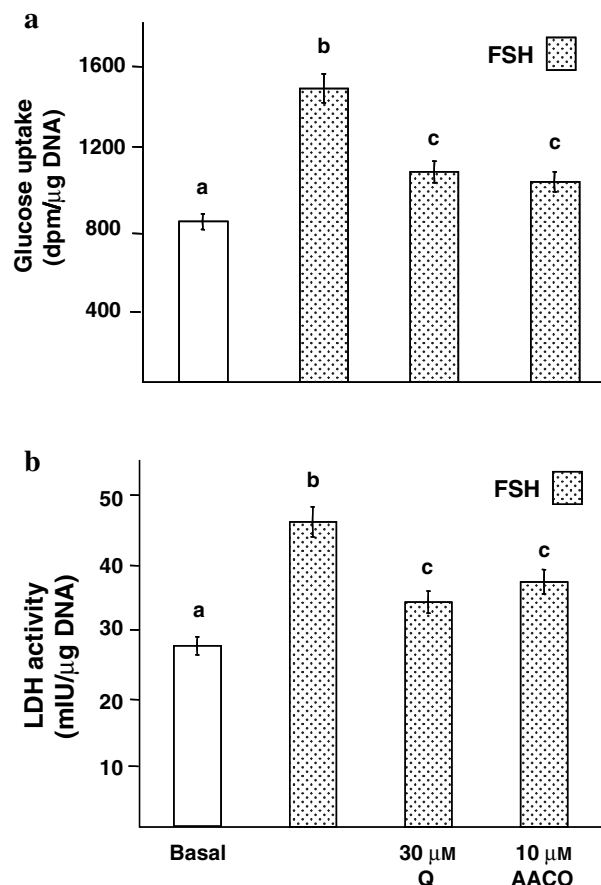 a
b
FSH
1600
c
c
1200
a
800
400
Glucose uptake
(dpm/µg DNA)
b
b
FSH
50
c
40
c
a
30
20
10
LDH activity
(mIU/µg DNA)
Basal
30 µM
Q
10 µM
AACO